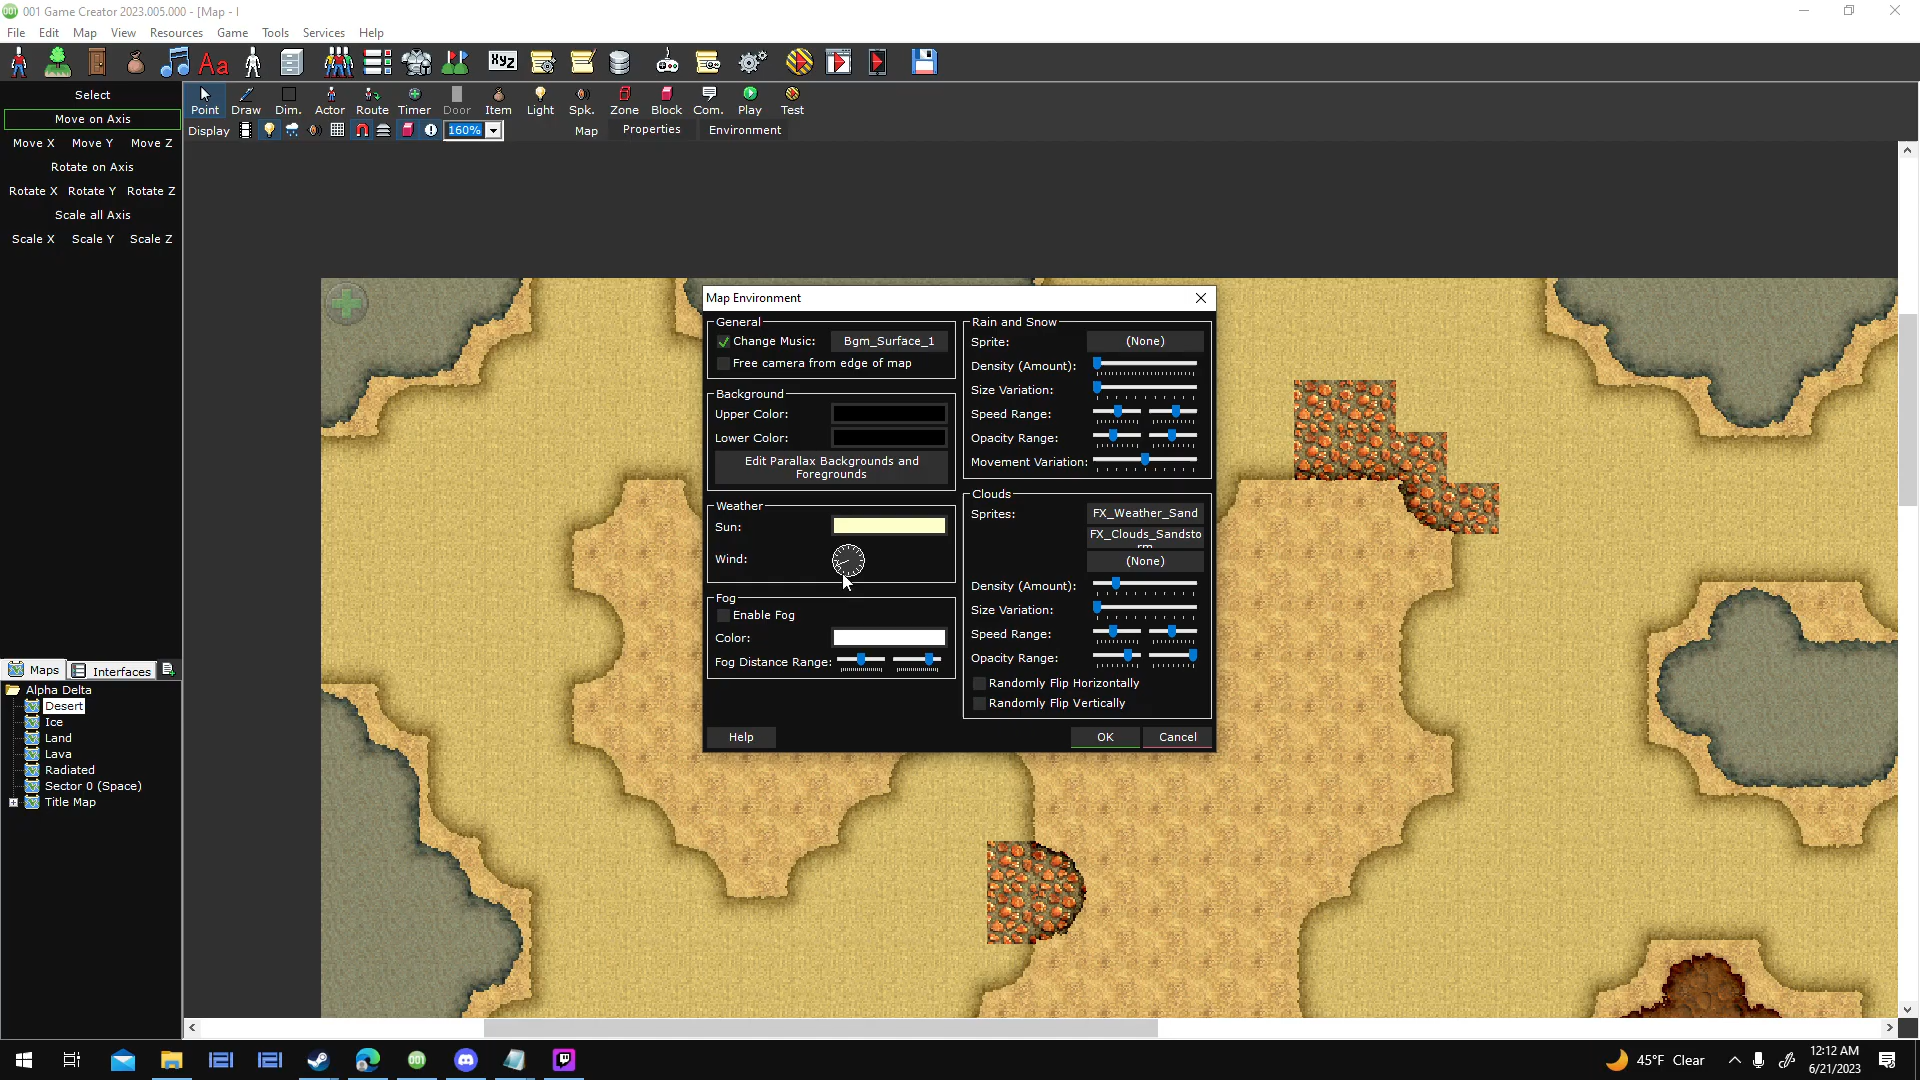 001 Game Creator 2023.005.000 - [Map - I
File Edit Map View Resources Game Tools Services Help
Aa XyZ
Select
Move on Axis
Move X Move Y Move Z
Rotate on Axis
Rotate X Rotate Y Rotate Z
Scale all Axis
Scale X Scale Y Scale Z
Point Draw Dim. Actor Route Timer Door Item Light Spk. Zone Block Com. Play Test
Display 160% Map Properties Environment
Map Environment
General
Change Music: Bgm_Surface_1
Free camera from edge of map
Background
Upper Color:
Lower Color:
Edit Parallax Backgrounds and
Foregrounds
Weather
Sun:
Wind:
Fog
Enable Fog
Color:
Fog Distance Range:
Rain and Snow
Sprite: (None)
Density (Amount):
Size Variation:
Speed Range:
Opacity Range:
Movement Variation:
Clouds
Sprites: FX_Weather_Sand
FX_Clouds_Sandsto
(None)
Density (Amount):
Size Variation:
Speed Range:
Opacity Range:
Randomly Flip Horizontally
Randomly Flip Vertically
Help OK Cancel
Maps Interfaces
Alpha Delta
Desert
Ice
Land
Lava
Radiated
Sector 0 (Space)
Title Map
45°F Clear
12:12 AM
6/21/2023